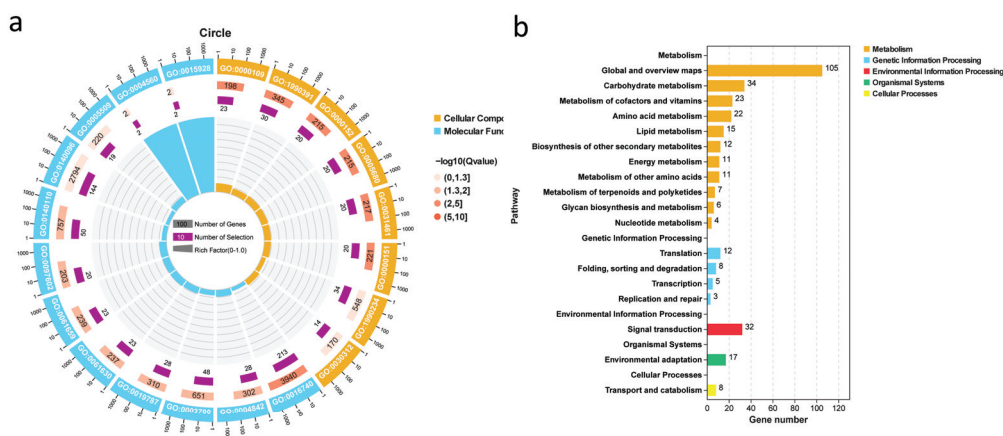 a
Circle
GO:0000109
GO:1990391
GO:0000152
GO:0005680
GO:0031461
GO:0000151
GO:1990234
GO:0030312
GO:0016740
GO:0004842
GO:0003700
GO:0019787
GO:0061630
GO:0061659
GO:0097602
GO:0140110
GO:0140096
GO:0005509
GO:0004560
GO:0015928
198
345
215
215
217
221
548
170
3940
302
651
310
237
239
203
757
2794
220
2
2
23
30
20
20
20
20
34
14
213
28
48
28
23
23
20
50
144
19
2
2
100 Number of Genes
10 Number of Selection
Rich Factor(0-1.0)
Cellular Compo
Molecular Func
−log10(Qvalue)
(0,1.3]
(1.3,2]
(2,5]
(5,10]
b
Pathway
Metabolism
Global and overview maps 105
Carbohydrate metabolism 34
Metabolism of cofactors and vitamins 23
Amino acid metabolism 22
Lipid metabolism 15
Biosynthesis of other secondary metabolites 12
Energy metabolism 11
Metabolism of other amino acids 11
Metabolism of terpenoids and polyketides 7
Glycan biosynthesis and metabolism 6
Nucleotide metabolism 4
Genetic Information Processing
Translation 12
Folding, sorting and degradation 8
Transcription 5
Replication and repair 3
Environmental Information Processing
Signal transduction 32
Organismal Systems
Environmental adaptation 17
Cellular Processes
Transport and catabolism 8
0 20 40 60 80 100 120
Gene number
Metabolism
Genetic Information Processing
Environmental Information Processing
Organismal Systems
Cellular Processes